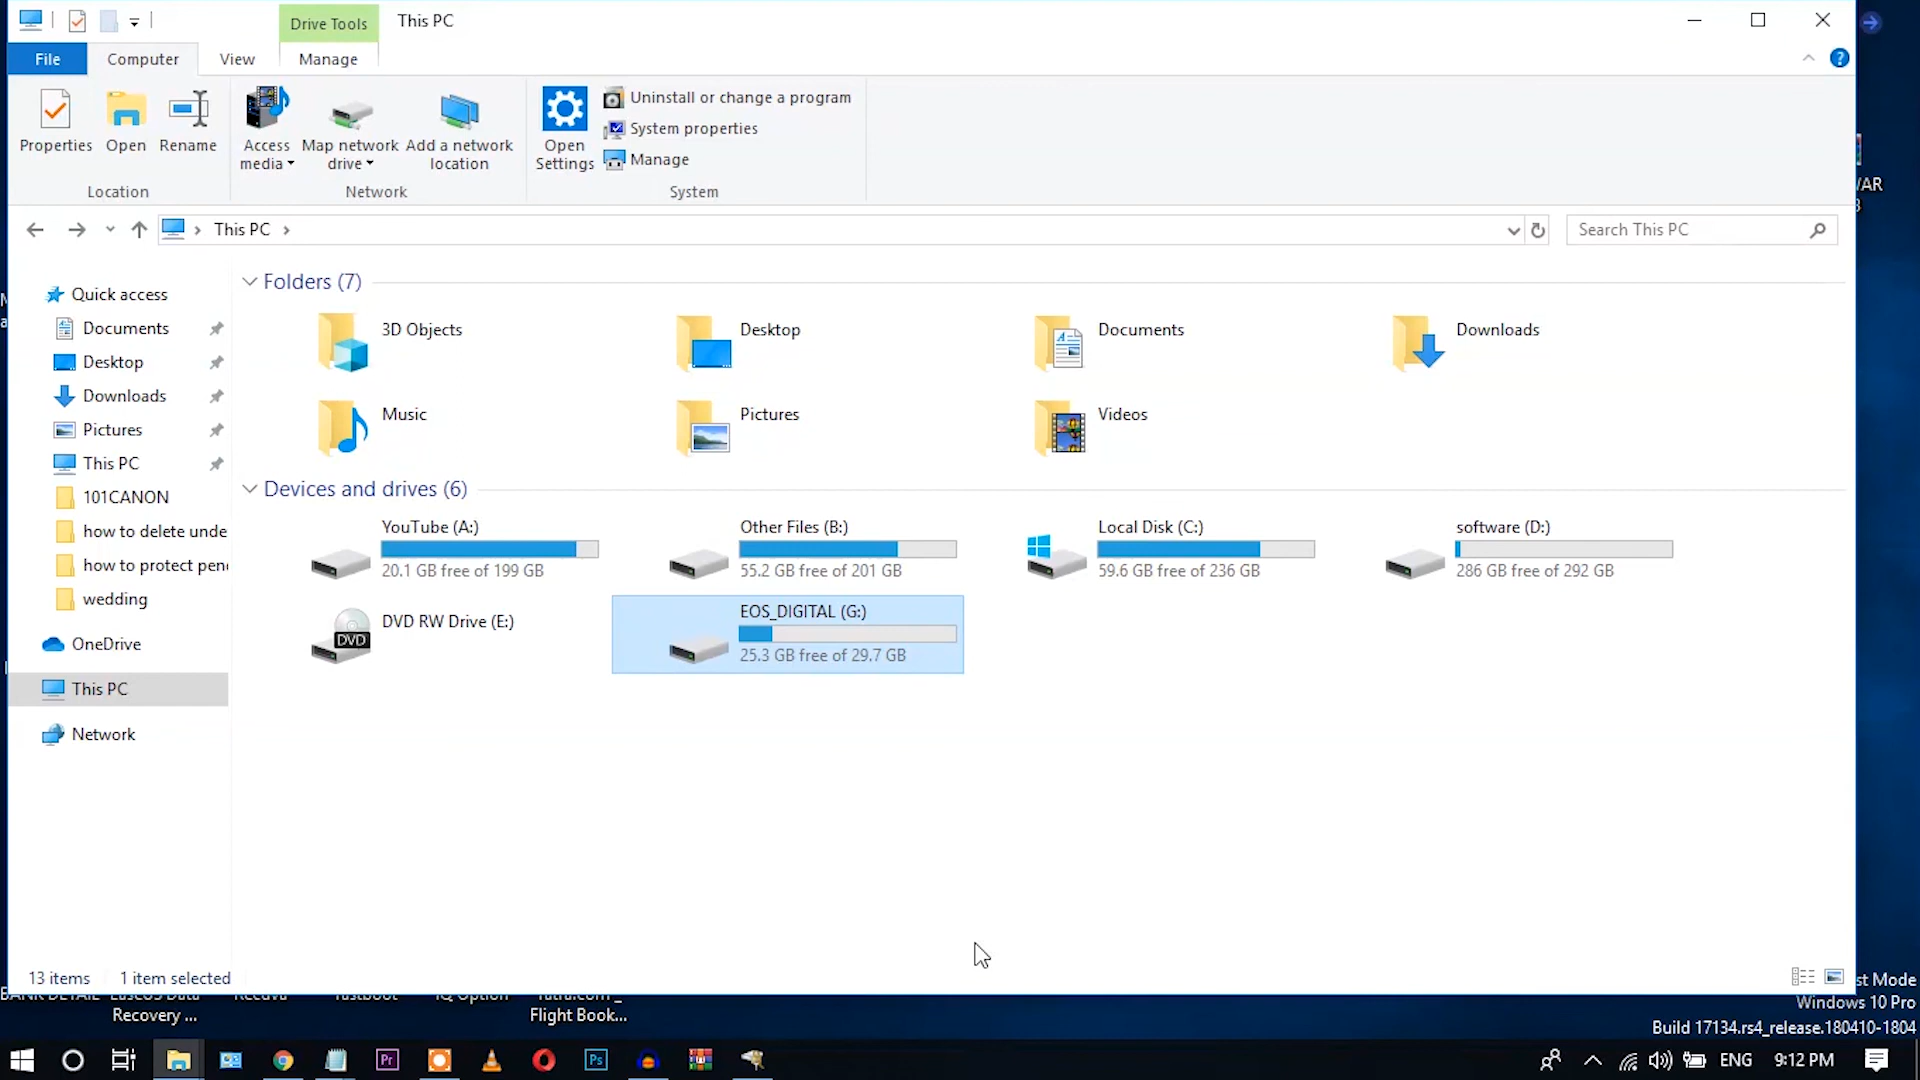 Drive Tools
This PC
File
Computer
View
Manage
Properties
Open
Rename
Access media
Map network drive
Add a network location
Open Settings
Uninstall or change a program
System properties
Manage
Location
Network
System
This PC
Search This PC
Quick access
Documents
Desktop
Downloads
Pictures
This PC
101CANON
how to delete unde
how to protect pen
wedding
OneDrive
This PC
Network
Folders (7)
3D Objects
Desktop
Documents
Downloads
Music
Pictures
Videos
Devices and drives (6)
YouTube (A:)
20.1 GB free of 199 GB
Other Files (B:)
55.2 GB free of 201 GB
Local Disk (C:)
59.6 GB free of 236 GB
software (D:)
286 GB free of 292 GB
DVD RW Drive (E:)
DVD
EOS_DIGITAL (G:)
25.3 GB free of 29.7 GB
13 items
1 item selected
Recovery ...
Flight Book...
st Mode
Windows 10 Pro
Build 17134.rs4_release.180410-1804
Pr
Ps
ENG
9:12 PM